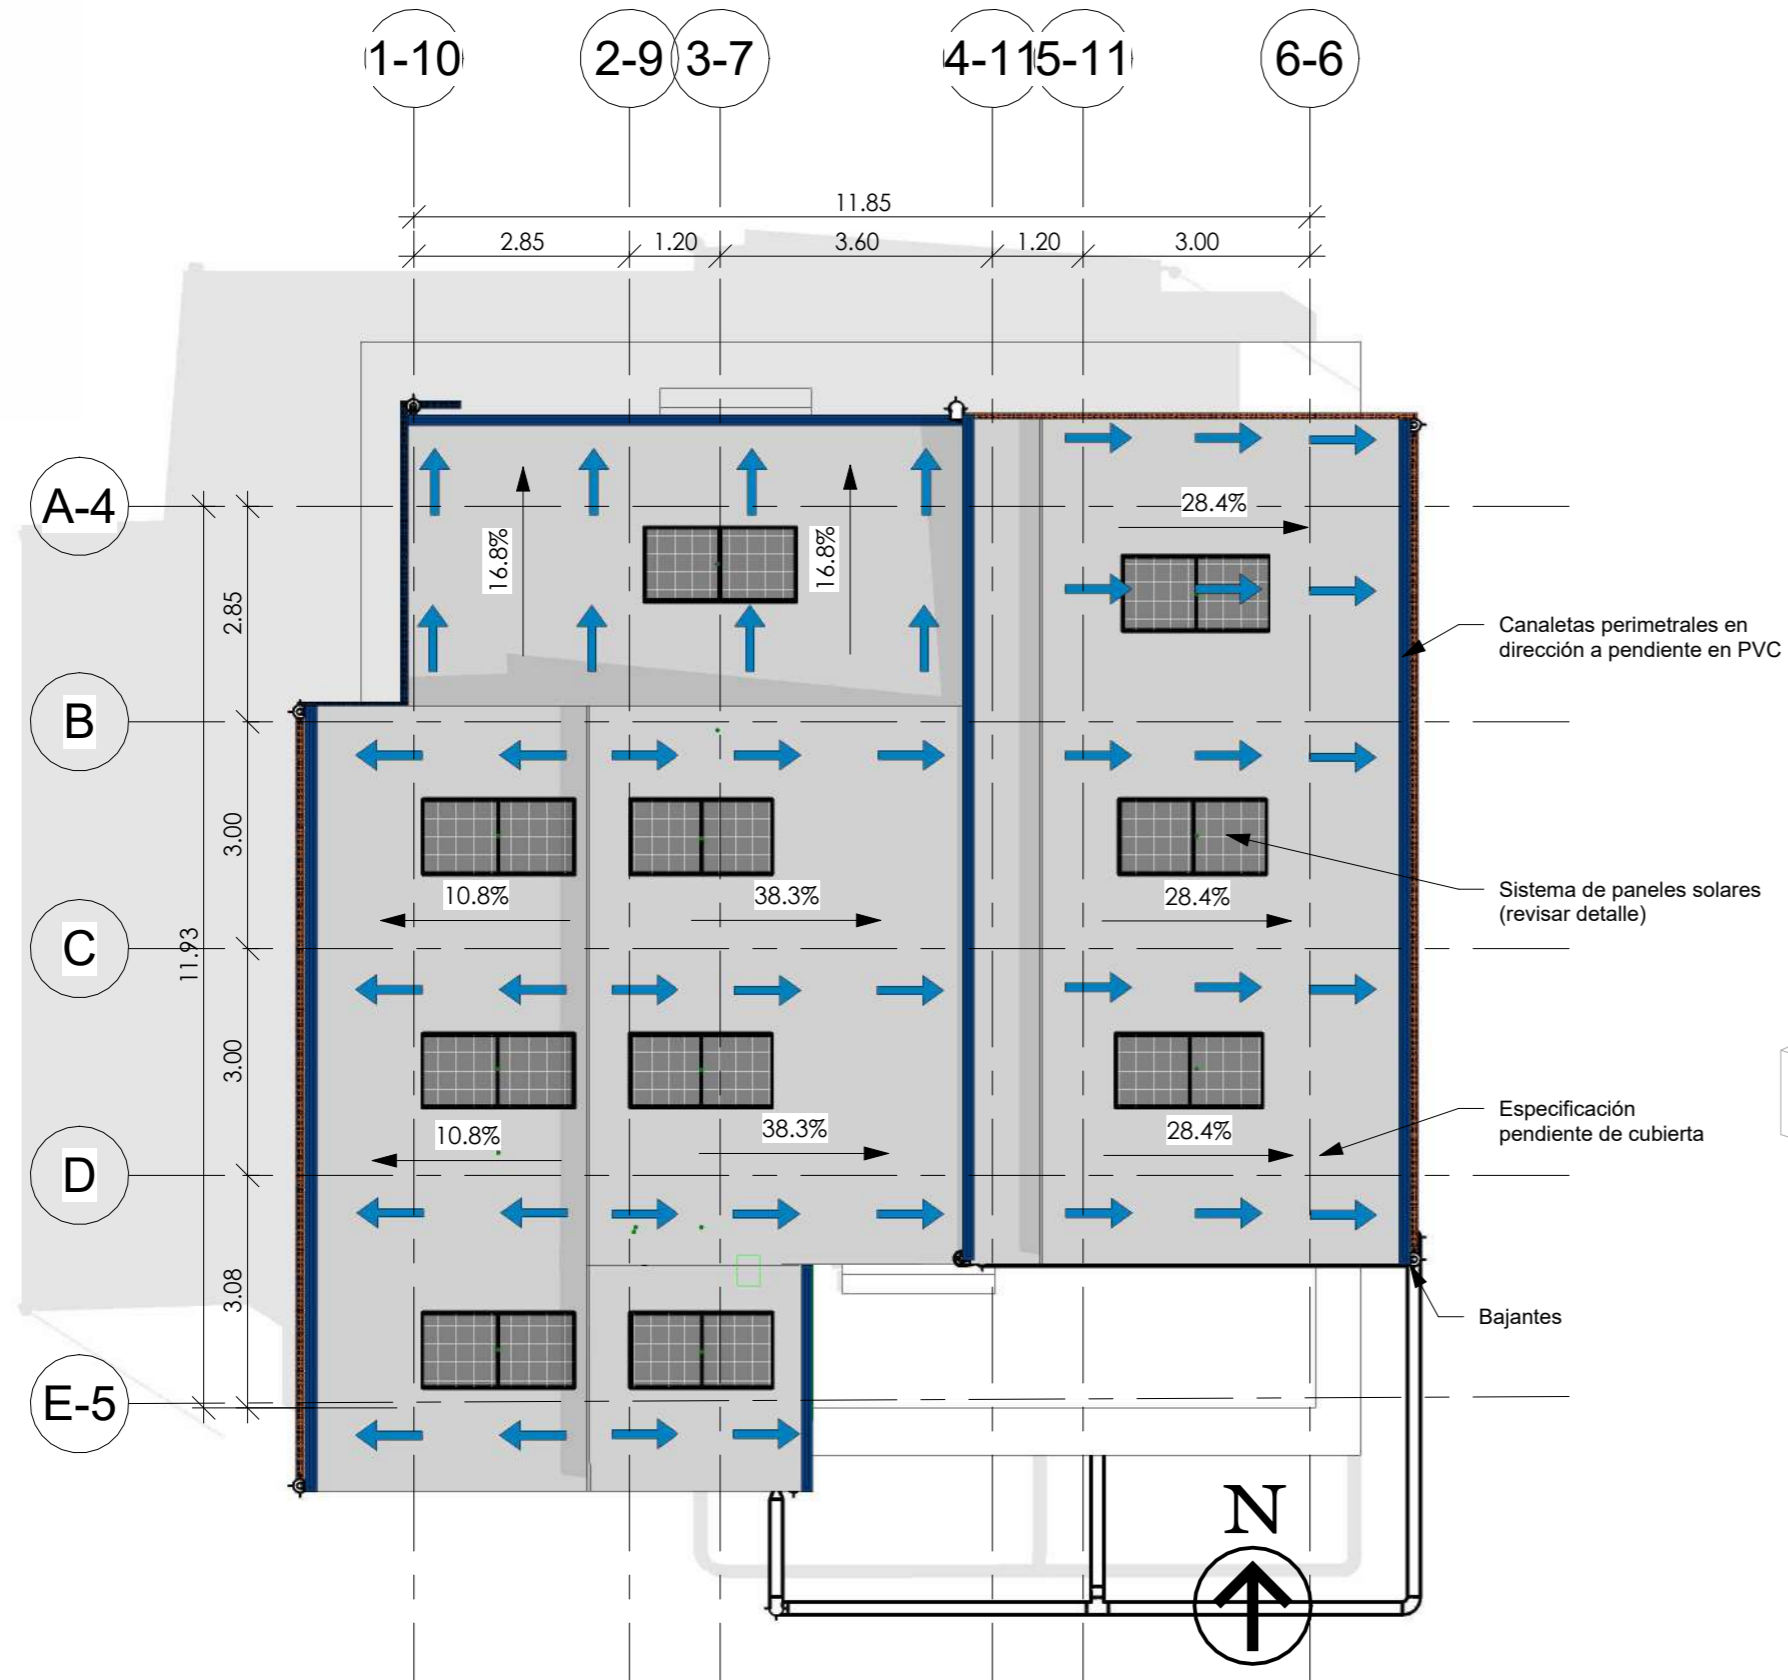 1-10
2-9
3-7
4-11
5-11
6-6
11.85
2.85
1.20
3.60
1.20
3.00
A-4
28.4%
16.8%
16.8%
2.85
Canaletas perimetrales en
dirección a pendiente en PVC
B
3.00
10.8%
38.3%
28.4%
Sistema de paneles solares
(revisar detalle)
C
11.93
3.00
10.8%
38.3%
28.4%
Especificación
pendiente de cubierta
D
3.08
Bajantes
E-5
N